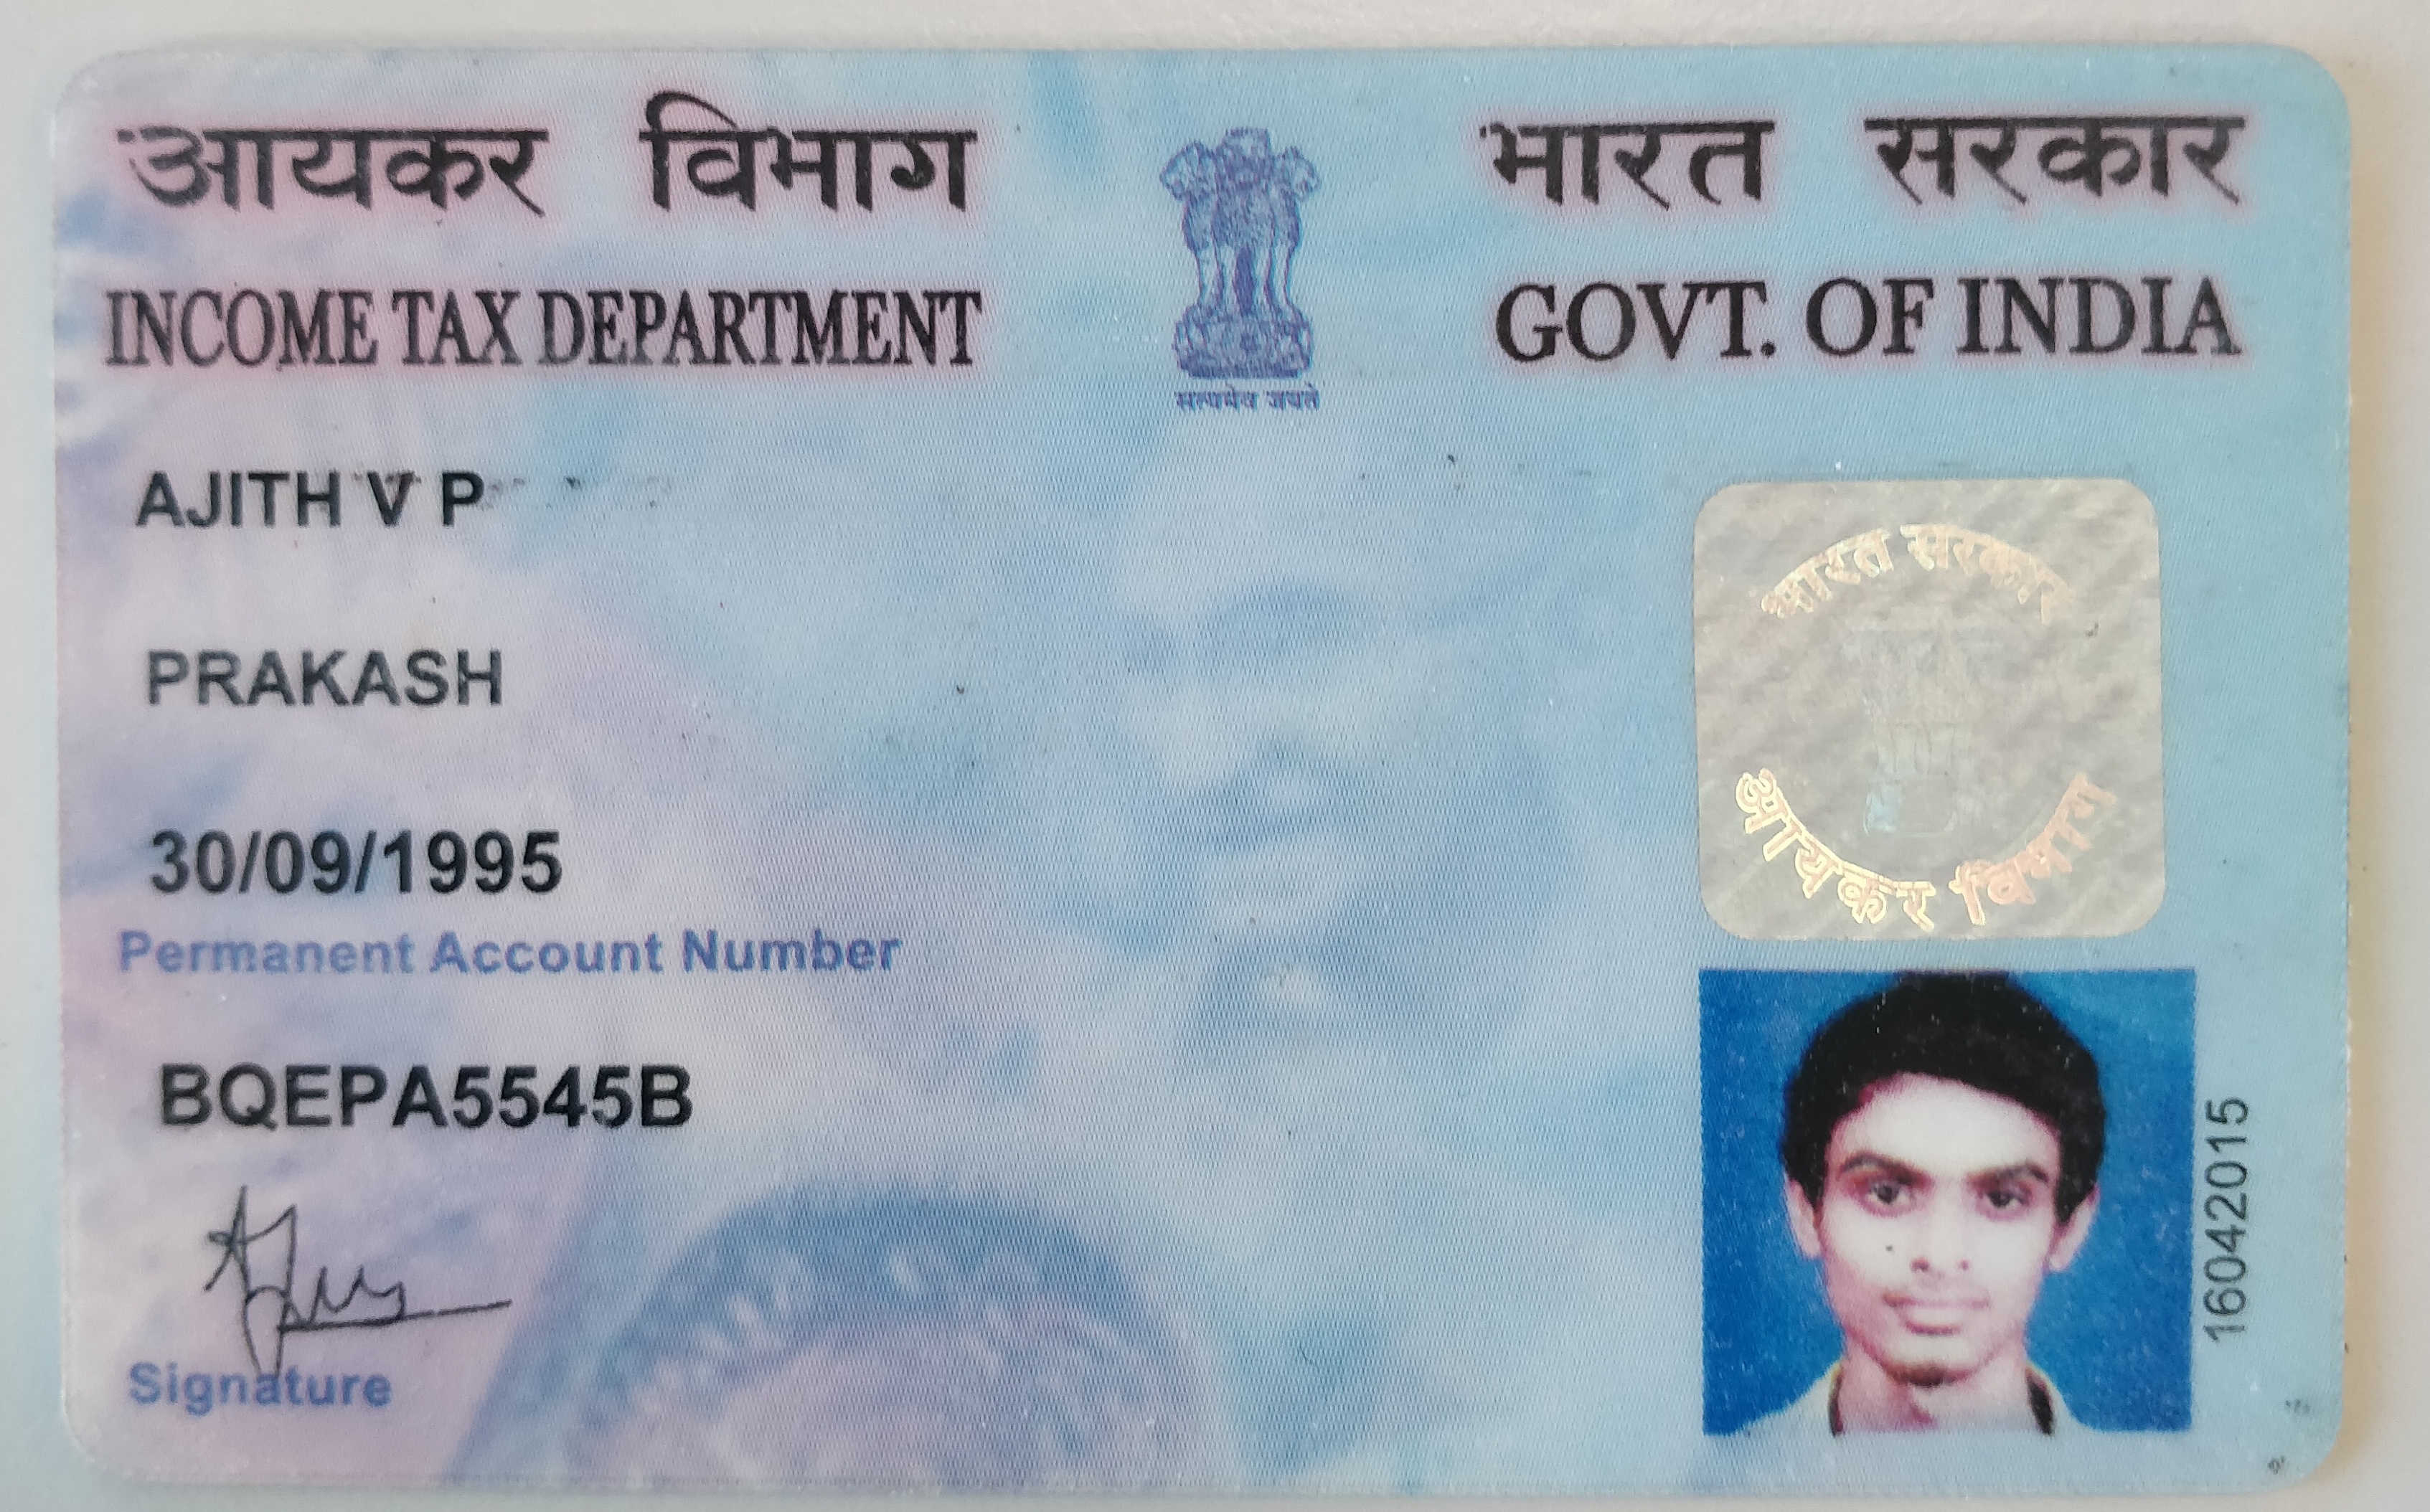 आयकर विभाग
भारत सरकार
INCOME TAX DEPARTMENT
GOVT. OF INDIA
सत्यमेव जयते
AJITH V P
PRAKASH
30/09/1995
Permanent Account Number
BQEPA5545B
Signature
भारत सरकार
आयकर विभाग
16042015